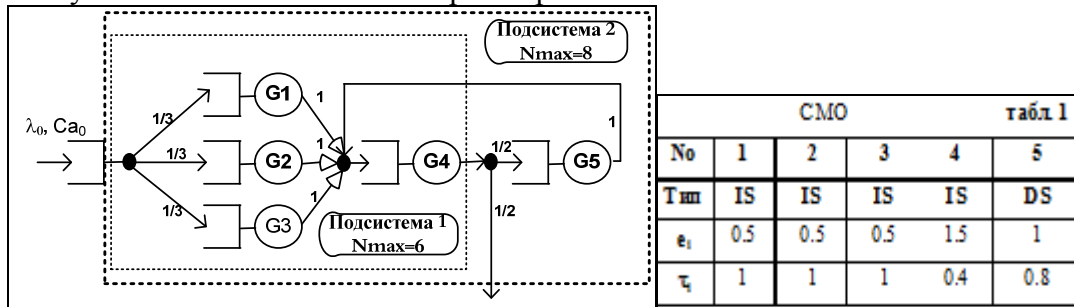 Подсистема 2
Nmax=8
λ₀, Ca₀
1/3
1/3
1/3
G1
G2
G3
1
1
1
G4
1/2
1/2
G5
1
Подсистема 1
Nmax=6
СМО табл. 1
No 1 2 3 4 5
Тип IS IS IS IS DS
e₁ 0.5 0.5 0.5 1.5 1
τᵢ 1 1 1 0.4 0.8